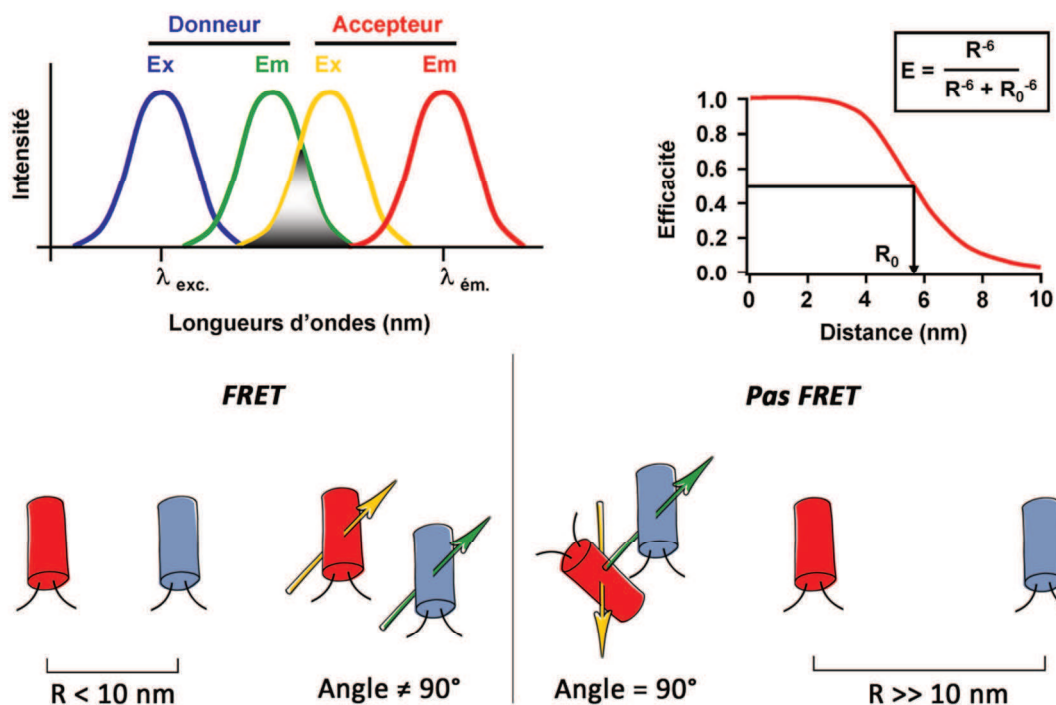 Donneur Accepteur
Ex Em Ex Em
Intensité
λ exc. λ ém.
Longueurs d'ondes (nm)
E = R⁻⁶ / (R⁻⁶ + R₀⁻⁶)
Efficacité
1.0
0.8
0.6
0.4
0.2
0.0
R₀
0 2 4 6 8 10
Distance (nm)
FRET
Pas FRET
R < 10 nm
Angle ≠ 90°
Angle = 90°
R >> 10 nm